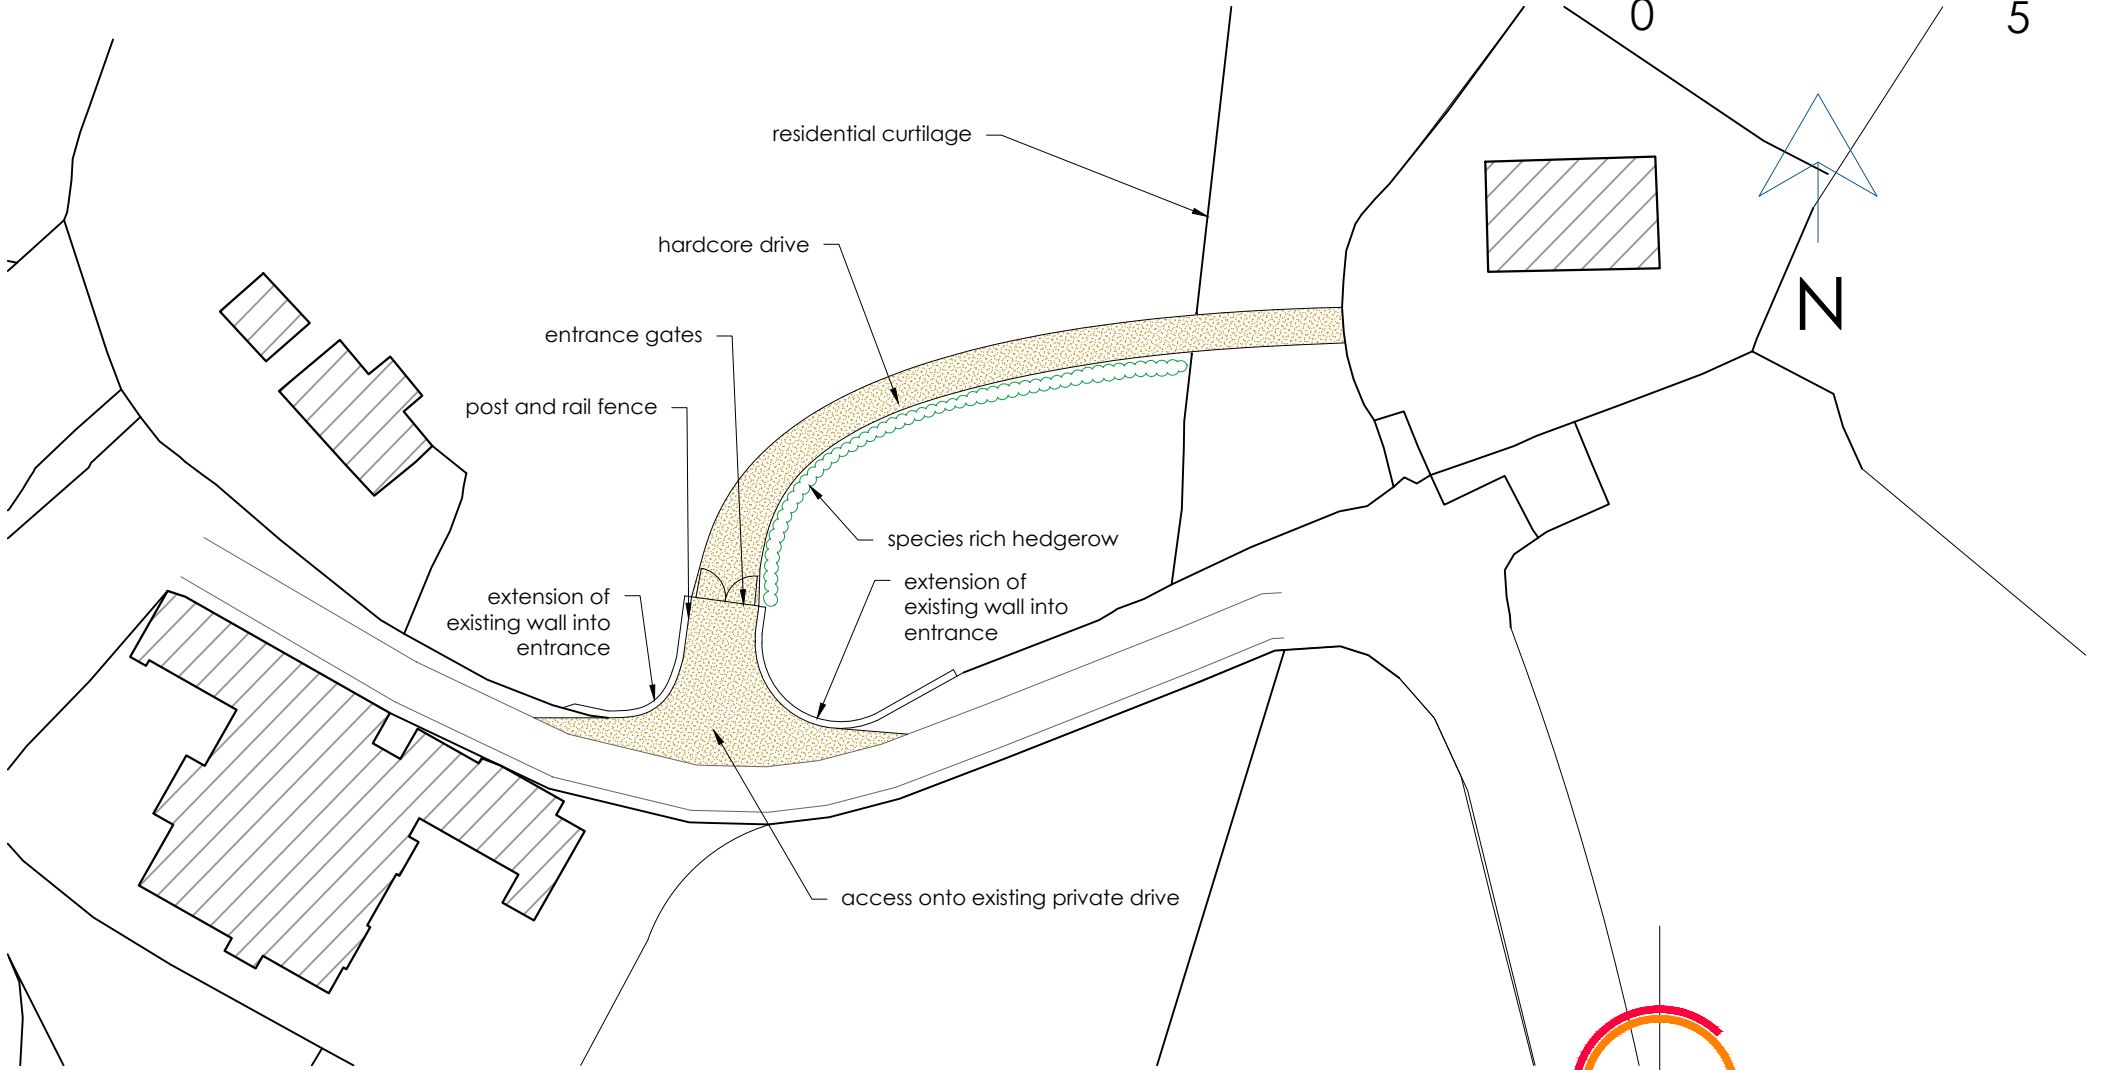 0
5
residential curtilage
hardcore drive
N
entrance gates
post and rail fence
species rich hedgerow
extension of
existing wall into
entrance
extension of
existing wall into
entrance
access onto existing private drive